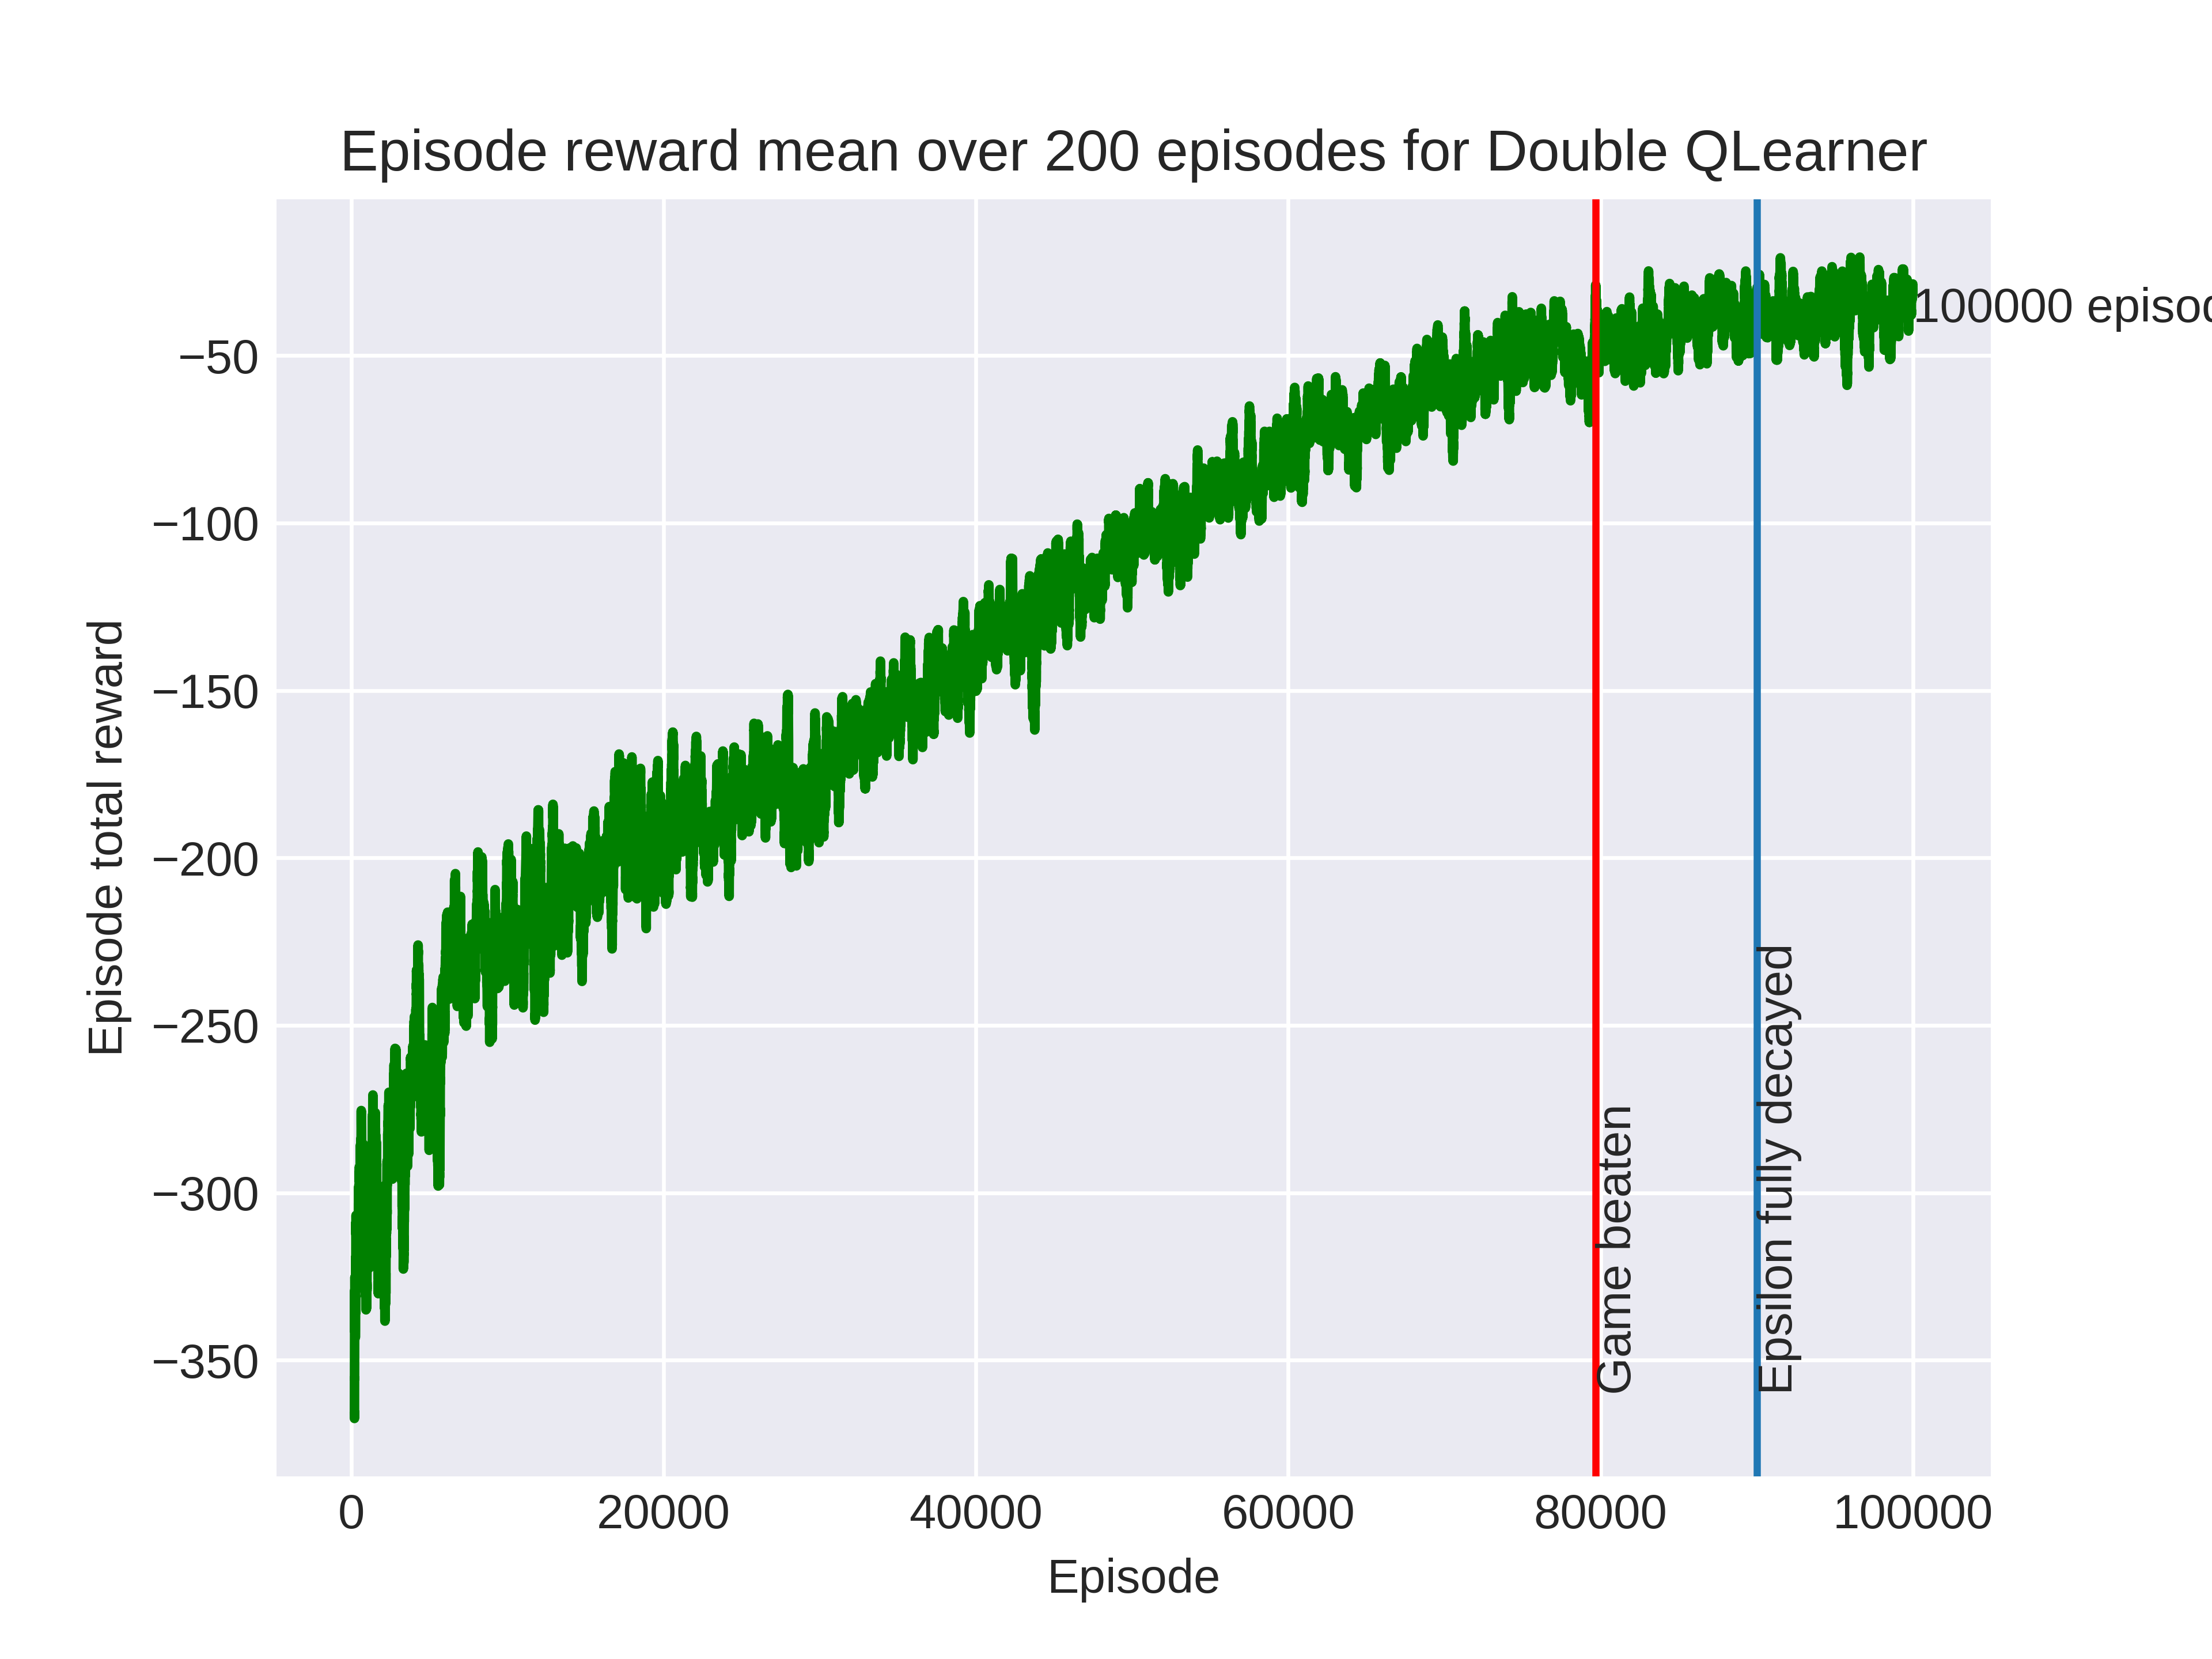 Episode reward mean over 200 episodes for Double QLearner
Episode total reward
−50
−100
−150
−200
−250
−300
−350
100000 episod
Game beaten
Epsilon fully decayed
0
20000
40000
60000
80000
100000
Episode